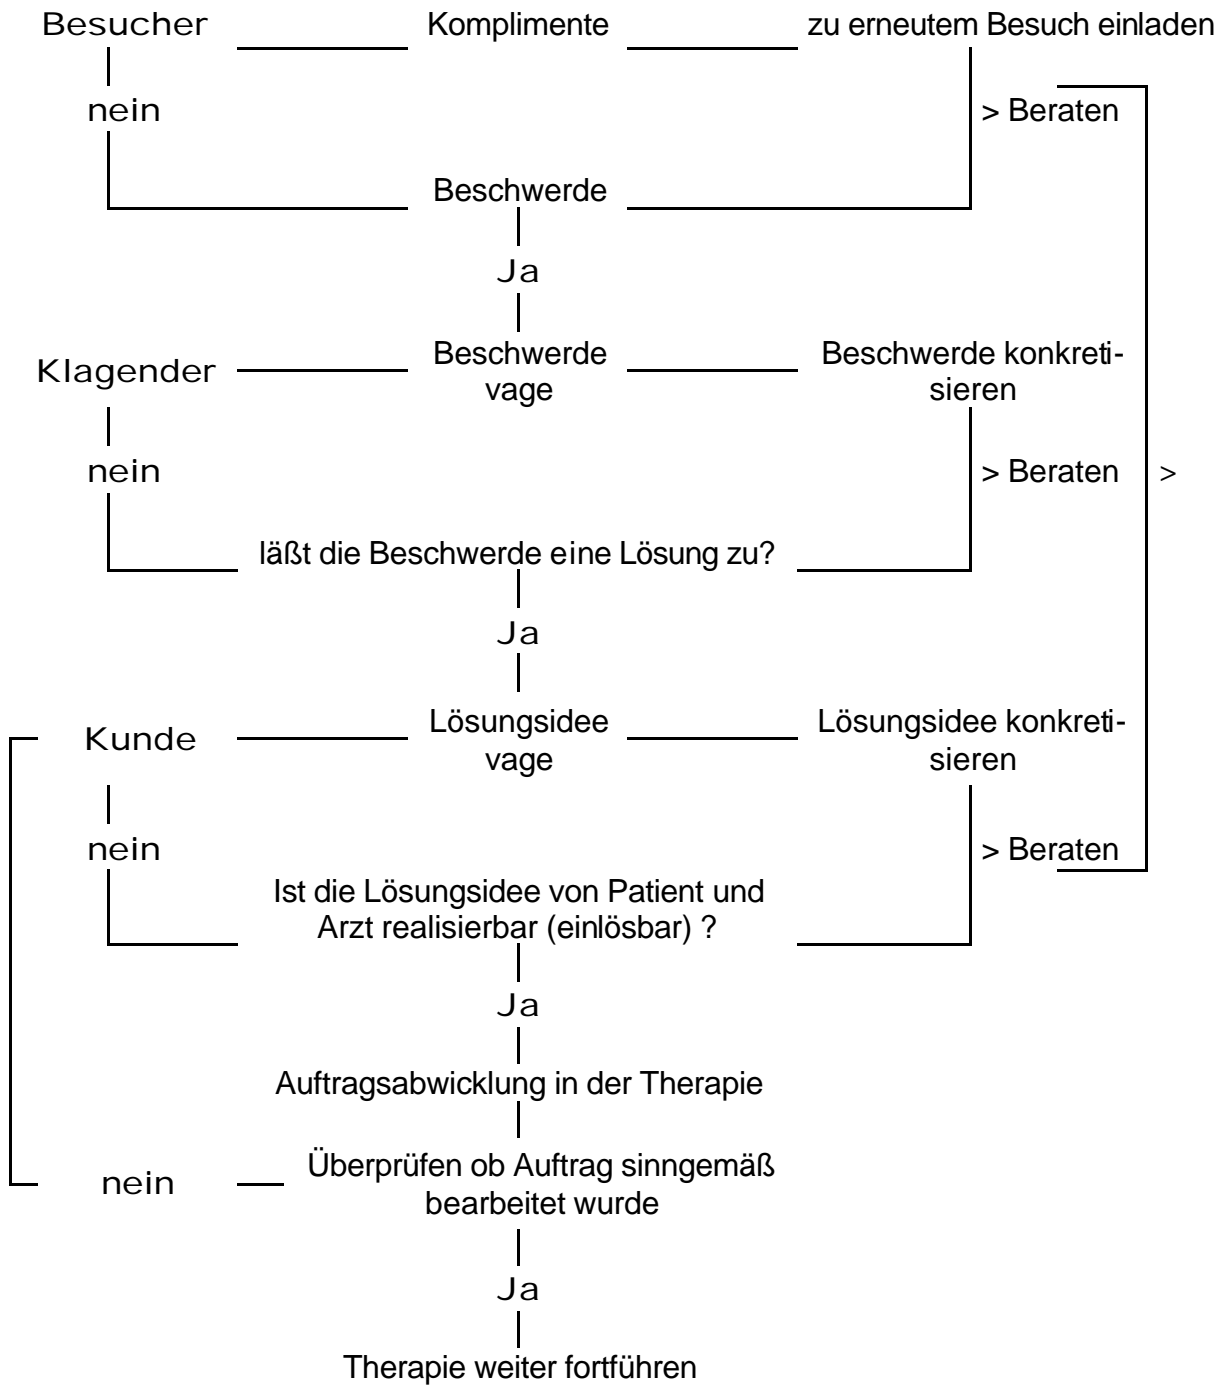 Besucher Komplimente zu erneutem Besuch einladen
nein > Beraten
Beschwerde
Ja
Klagender Beschwerde vage Beschwerde konkreti-
sieren
nein > Beraten >
läßt die Beschwerde eine Lösung zu?
Ja
Kunde Lösungsidee vage Lösungsidee konkreti-
sieren
nein > Beraten
Ist die Lösungsidee von Patient und
Arzt realisierbar (einlösbar) ?
Ja
Auftragsabwicklung in der Therapie
nein Überprüfen ob Auftrag sinngemäß
bearbeitet wurde
Ja
Therapie weiter fortführen